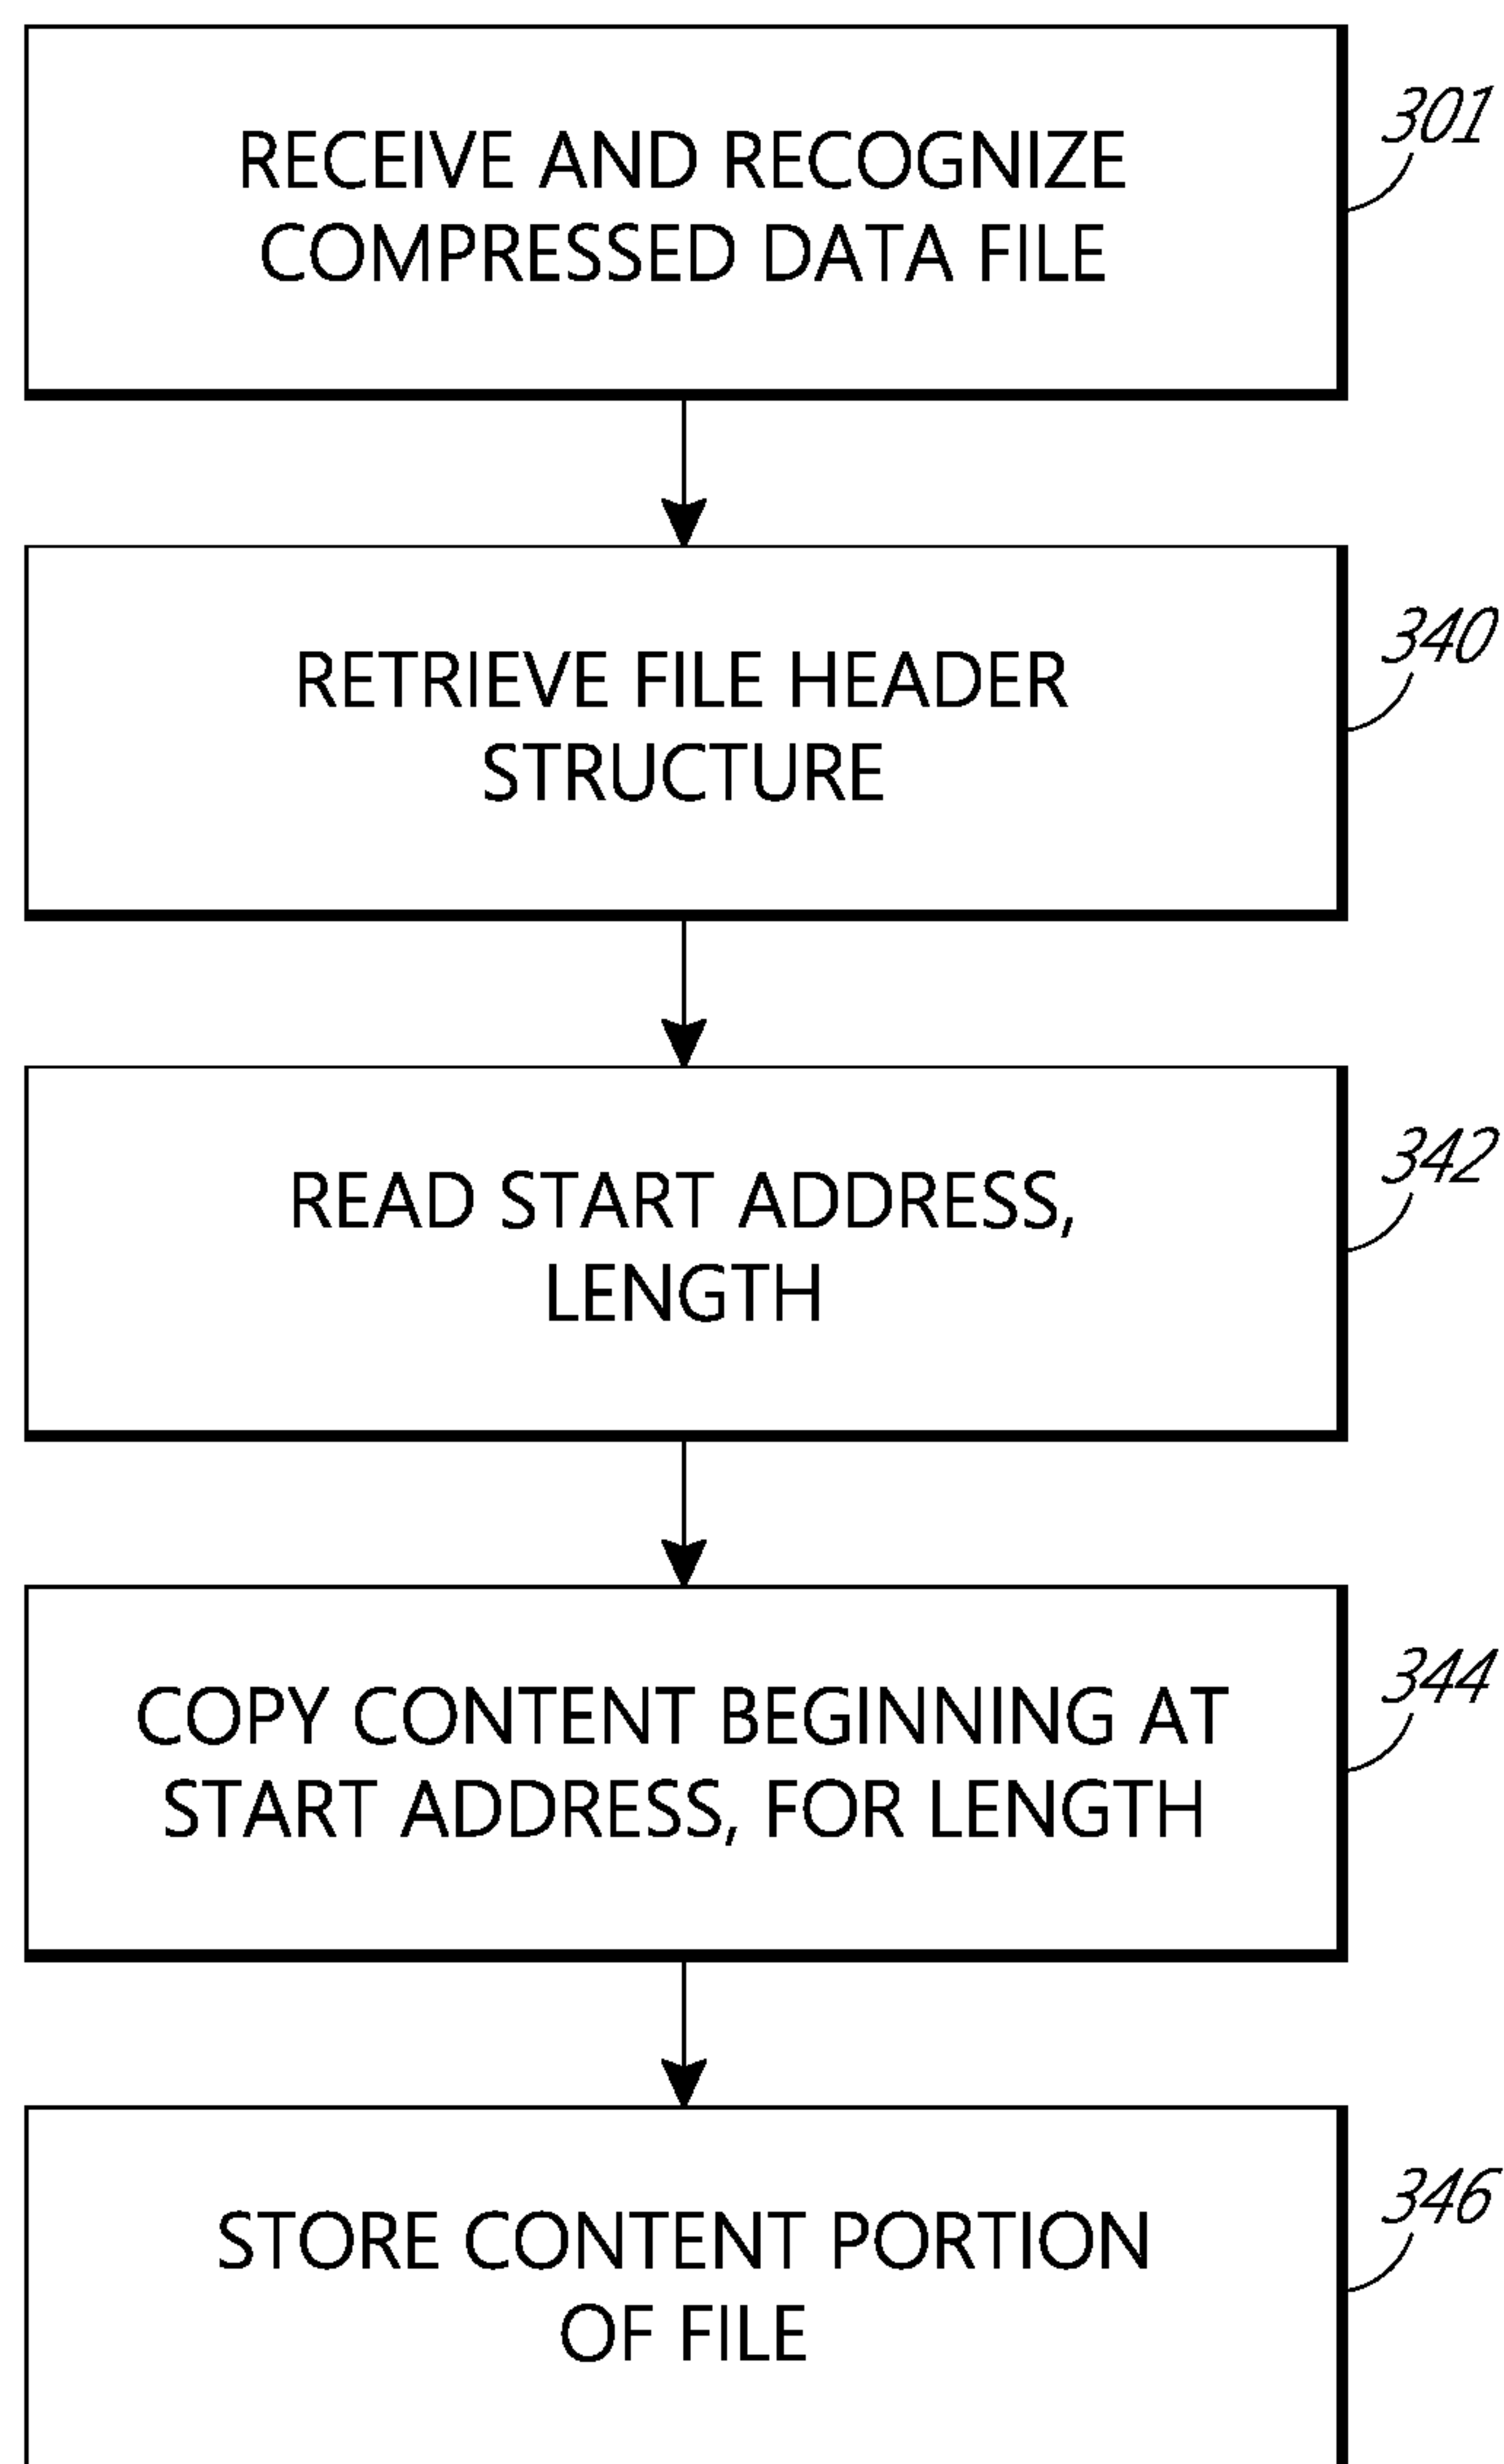 RECEIVE AND RECOGNIZE
COMPRESSED DATA FILE
301
RETRIEVE FILE HEADER
STRUCTURE
340
READ START ADDRESS,
LENGTH
342
COPY CONTENT BEGINNING AT
START ADDRESS, FOR LENGTH
344
STORE CONTENT PORTION
OF FILE
346